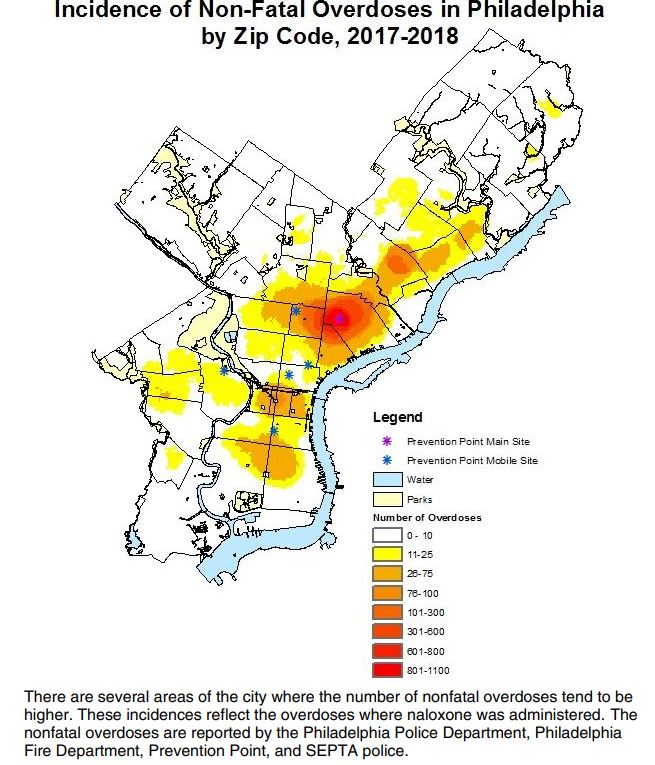 Incidence of Non-Fatal Overdoses in Philadelphia
by Zip Code, 2017-2018
Legend
Prevention Point Main Site
Prevention Point Mobile Site
Water
Parks
Number of Overdoses
0 - 10
11-25
26-75
76-100
101-300
301-600
601-800
801-1100
There are several areas of the city where the number of nonfatal overdoses tend to be
higher. These incidences reflect the overdoses where naloxone was administered. The
nonfatal overdoses are reported by the Philadelphia Police Department, Philadelphia
Fire Department, Prevention Point, and SEPTA police.